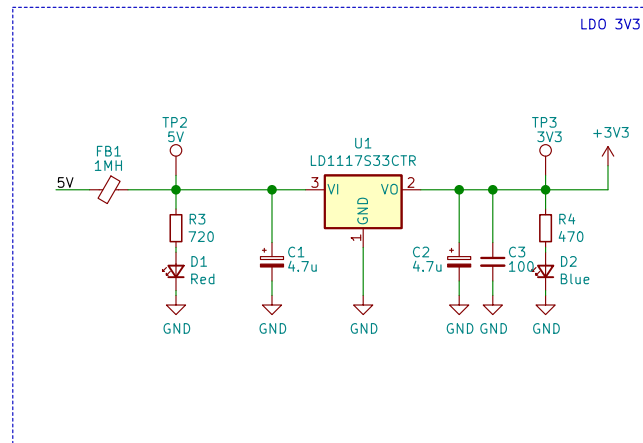 LDO 3V3
TP2
5V
TP3
3V3
+3V3
FB1
1MH
U1
LD1117S33CTR
5V
3
VI
VO
2
GND
1
R3
720
R4
470
D1
Red
C1
4.7u
C2
4.7u
C3
100
D2
Blue
+
+
GND
GND
GND
GND
GND
GND